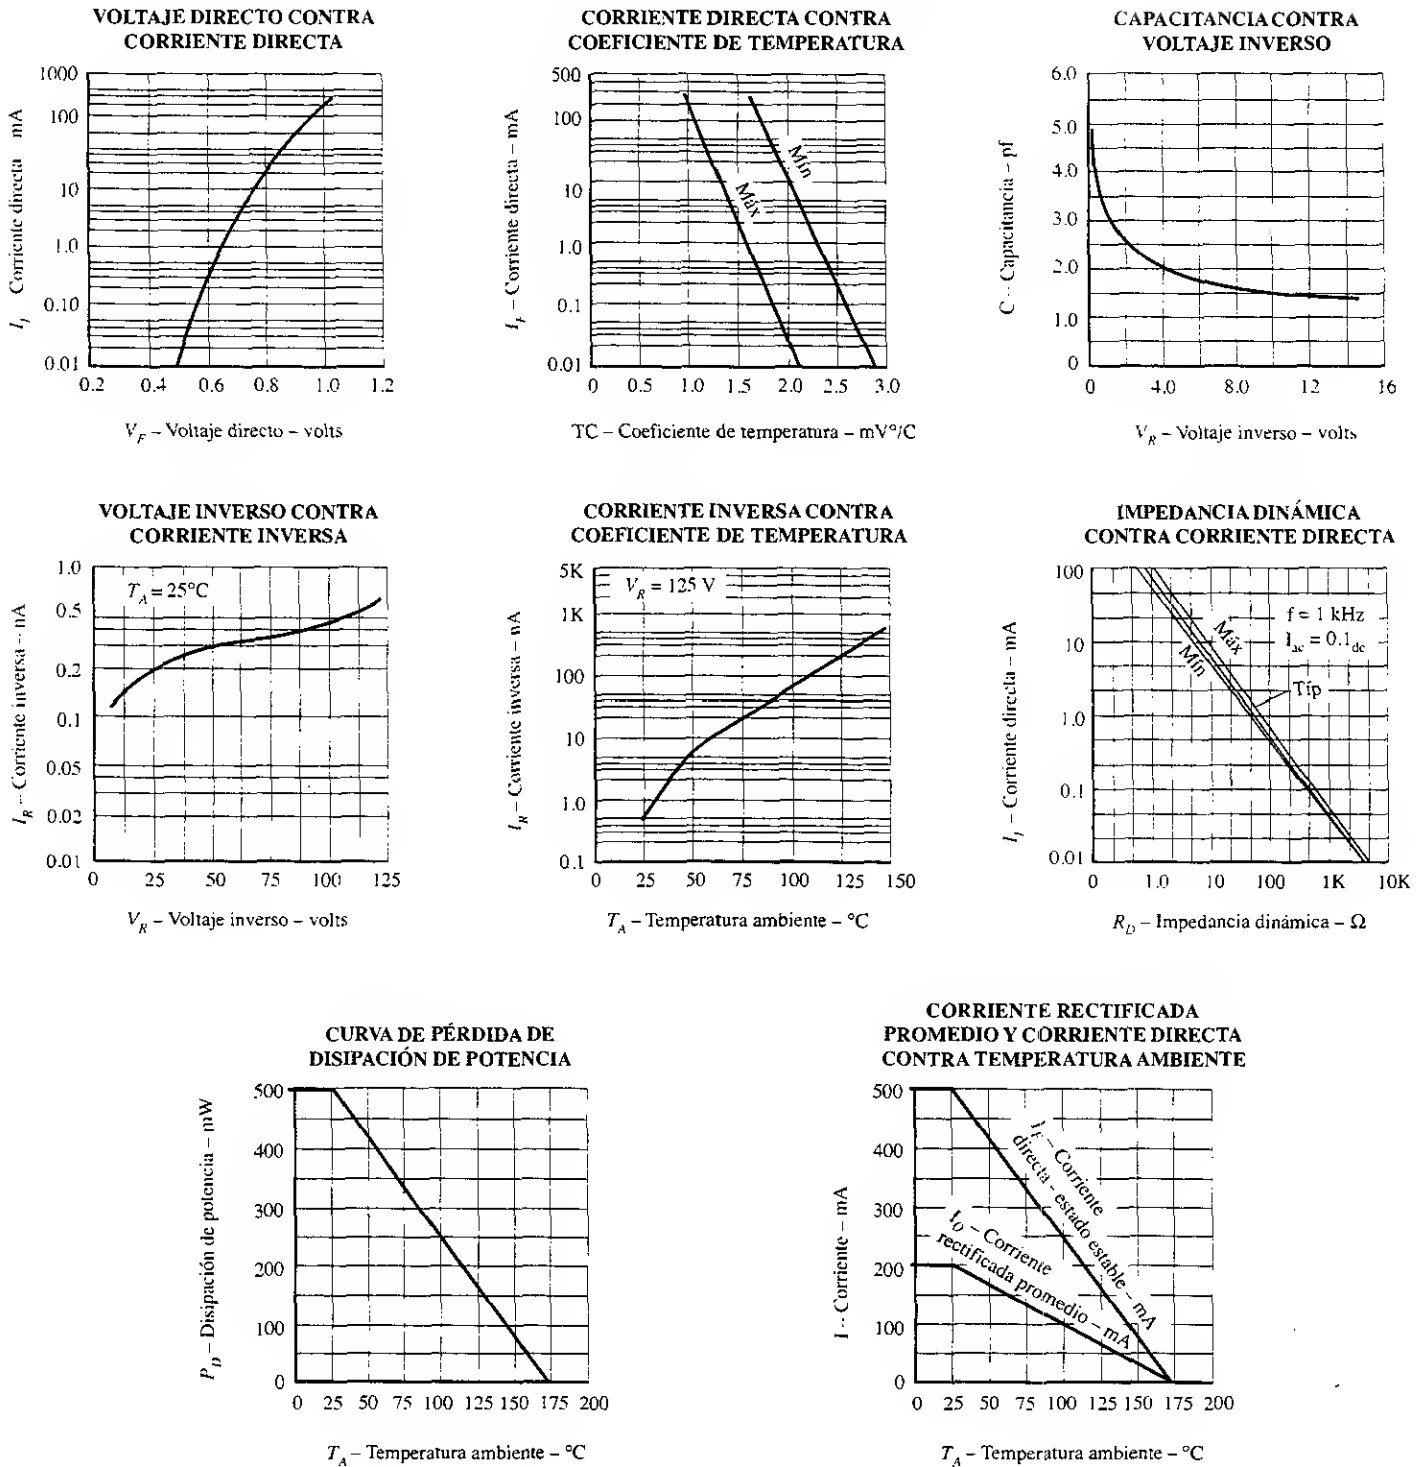 VOLTAJE DIRECTO CONTRA
CORRIENTE DIRECTA
1000
100
10
1.0
0.10
0.01
0.2 0.4 0.6 0.8 1.0 1.2
Corriente directa mA
V_F – Voltaje directo – volts
CORRIENTE DIRECTA CONTRA
COEFICIENTE DE TEMPERATURA
500
100
10
1.0
0.1
0.01
0 0.5 1.0 1.5 2.0 2.5 3.0
I_F – Corriente directa – mA
Mín
Máx
TC – Coeficiente de temperatura – mV°/C
CAPACITANCIA CONTRA
VOLTAJE INVERSO
6.0
5.0
4.0
3.0
2.0
1.0
0
0 4.0 8.0 12 16
C – Capacitancia – pf
V_R – Voltaje inverso – volts
VOLTAJE INVERSO CONTRA
CORRIENTE INVERSA
T_A = 25°C
1.0
0.5
0.2
0.1
0.05
0.02
0.01
0 25 50 75 100 125
I_R – Corriente inversa – nA
V_R – Voltaje inverso – volts
CORRIENTE INVERSA CONTRA
COEFICIENTE DE TEMPERATURA
V_R = 125 V
5K
1K
100
10
1.0
0.1
0 25 50 75 100 125 150
I_R – Corriente inversa – nA
T_A – Temperatura ambiente – °C
IMPEDANCIA DINÁMICA
CONTRA CORRIENTE DIRECTA
f = 1 kHz
I_ac = 0.1_dc
Máx
Mín
Típ
100
10
1.0
0.1
0.01
0 1.0 10 100 1K 10K
Corriente directa – mA
R_D – Impedancia dinámica – Ω
CURVA DE PÉRDIDA DE
DISIPACIÓN DE POTENCIA
500
400
300
200
100
0
0 25 50 75 100 125 150 175 200
P_D – Disipación de potencia – mW
T_A – Temperatura ambiente – °C
CORRIENTE RECTIFICADA
PROMEDIO Y CORRIENTE DIRECTA
CONTRA TEMPERATURA AMBIENTE
500
400
300
200
100
0
0 25 50 75 100 125 150 175 200
I – Corriente – mA
I_F – Corriente
directa - estado estable – mA
I_O – Corriente
rectificada promedio – mA
T_A – Temperatura ambiente – °C